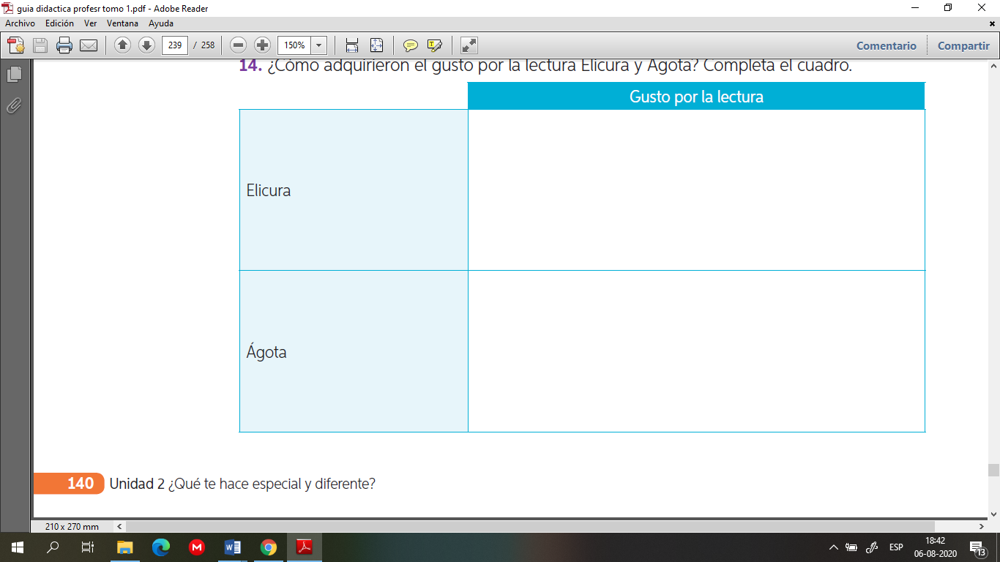 guia didactica profesr tomo 1.pdf - Adobe Reader
Archivo Edición Ver Ventana Ayuda
239 / 258 150% Comentario Compartir
14. ¿Cómo adquirieron el gusto por la lectura Elicura y Ágota? Completa el cuadro.
Gusto por la lectura
Elicura
Ágota
140 Unidad 2 ¿Qué te hace especial y diferente?
210 x 270 mm
ESP
18:42
06-08-2020
13